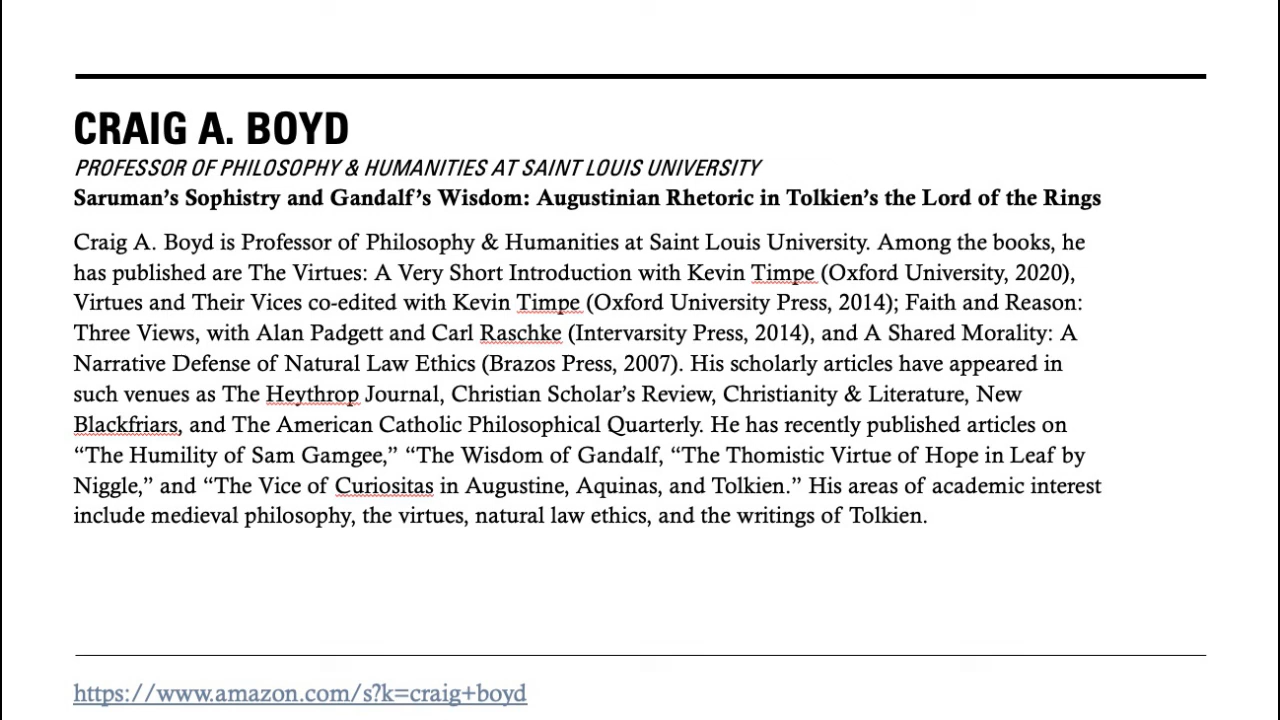 CRAIG A. BOYD
PROFESSOR OF PHILOSOPHY & HUMANITIES AT SAINT LOUIS UNIVERSITY
Saruman’s Sophistry and Gandalf’s Wisdom: Augustinian Rhetoric in Tolkien’s the Lord of the Rings
Craig A. Boyd is Professor of Philosophy & Humanities at Saint Louis University. Among the books, he
has published are The Virtues: A Very Short Introduction with Kevin Timpe (Oxford University, 2020),
Virtues and Their Vices co-edited with Kevin Timpe (Oxford University Press, 2014); Faith and Reason:
Three Views, with Alan Padgett and Carl Raschke (Intervarsity Press, 2014), and A Shared Morality: A
Narrative Defense of Natural Law Ethics (Brazos Press, 2007). His scholarly articles have appeared in
such venues as The Heythrop Journal, Christian Scholar’s Review, Christianity & Literature, New
Blackfriars, and The American Catholic Philosophical Quarterly. He has recently published articles on
“The Humility of Sam Gamgee,” “The Wisdom of Gandalf, “The Thomistic Virtue of Hope in Leaf by
Niggle,” and “The Vice of Curiositas in Augustine, Aquinas, and Tolkien.” His areas of academic interest
include medieval philosophy, the virtues, natural law ethics, and the writings of Tolkien.
https://www.amazon.com/s?k=craig+boyd